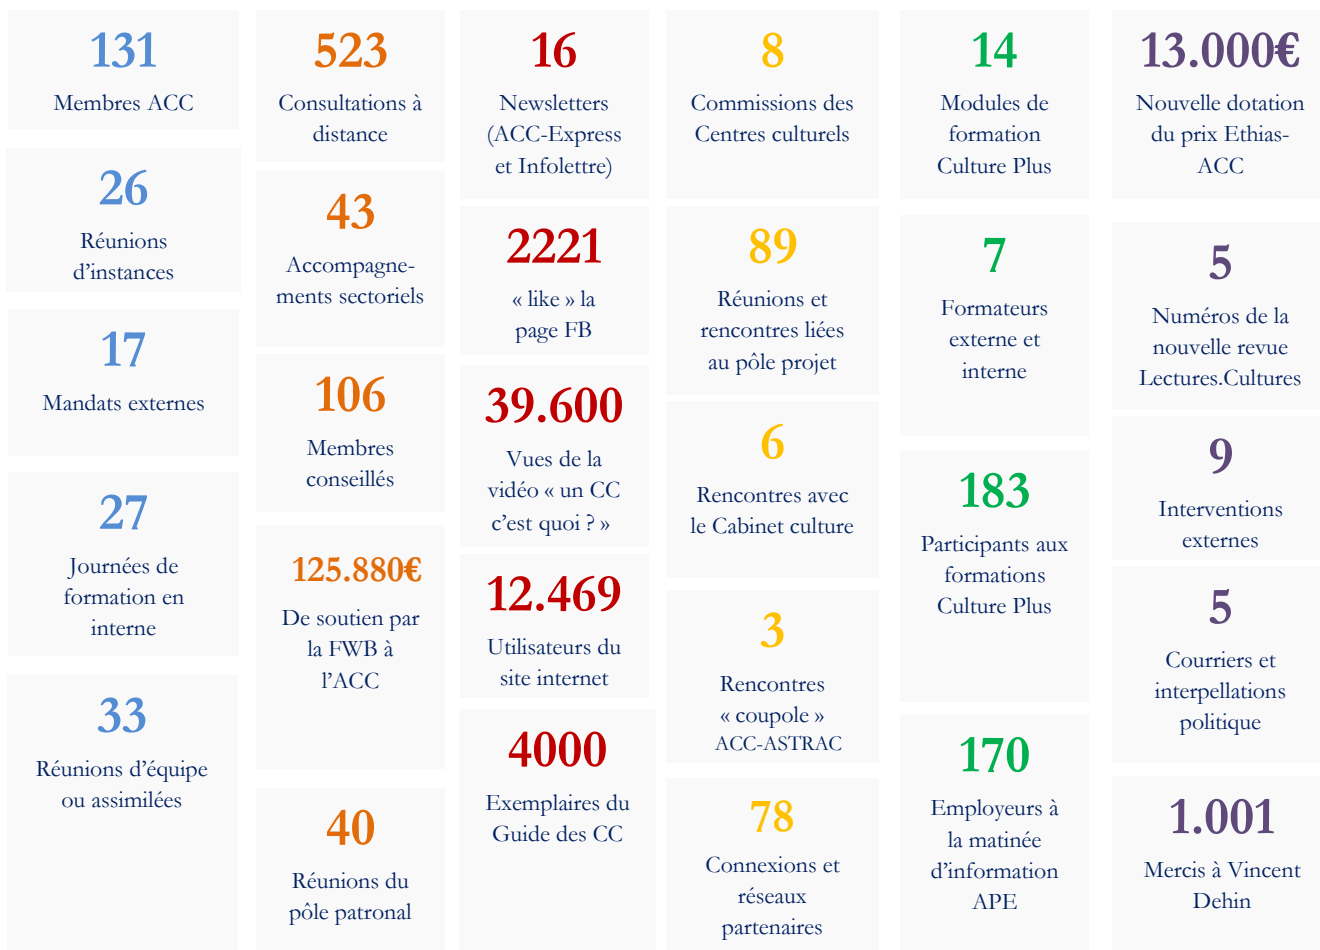 131
Membres ACC
26
Réunions
d’instances
17
Mandats externes
27
Journées de
formation en
interne
33
Réunions d’équipe
ou assimilées
523
Consultations à
distance
43
Accompagne-
ments sectoriels
106
Membres
conseillés
125.880€
De soutien par
la FWB à
l’ACC
40
Réunions du
pôle patronal
16
Newsletters
(ACC-Express
et Infolettre)
2221
« like » la
page FB
39.600
Vues de la
vidéo « un CC
c’est quoi ? »
12.469
Utilisateurs du
site internet
4000
Exemplaires du
Guide des CC
8
Commissions des
Centres culturels
89
Réunions et
rencontres liées
au pôle projet
6
Rencontres avec
le Cabinet culture
3
Rencontres
« coupole »
ACC-ASTRAC
78
Connexions et
réseaux
partenaires
14
Modules de
formation
Culture Plus
7
Formateurs
externe et
interne
183
Participants aux
formations
Culture Plus
170
Employeurs à
la matinée
d’information
APE
13.000€
Nouvelle dotation
du prix Ethias-
ACC
5
Numéros de la
nouvelle revue
Lectures.Cultures
9
Interventions
externes
5
Courriers et
interpellations
politique
1.001
Mercis à Vincent
Dehin